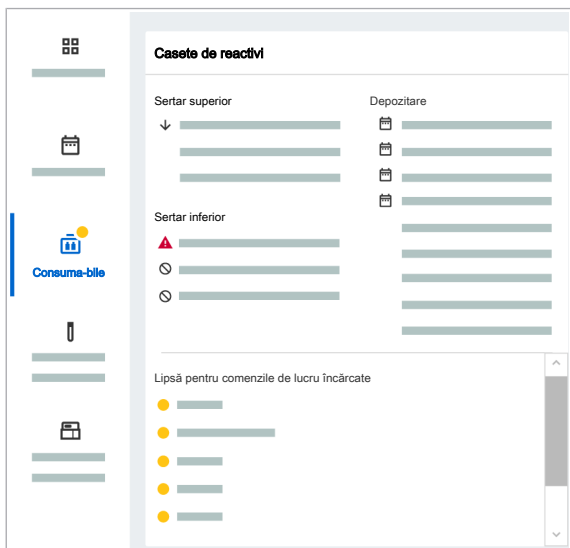 Casete de reactivi
Sertar superior
Depozitare
Sertar inferior
Consuma-bile
Lipsă pentru comenzile de lucru încărcate